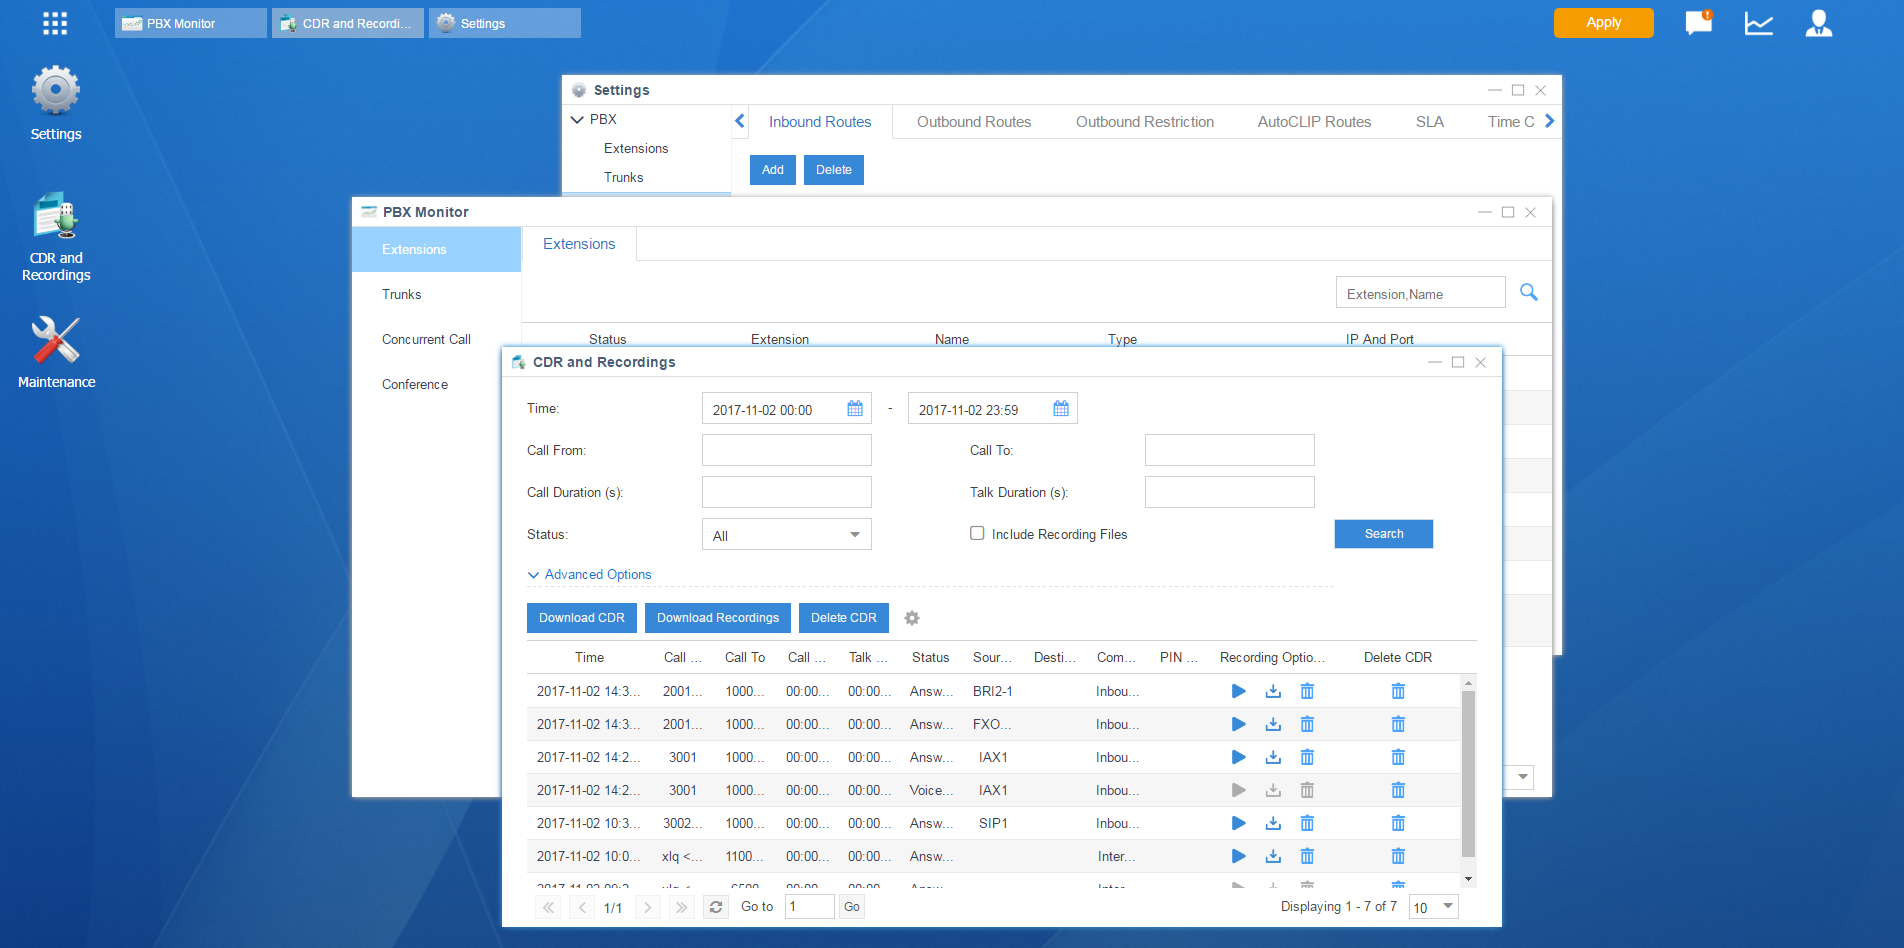 PBX Monitor
CDR and Recordi...
Settings
Apply
Settings
CDR and
Recordings
Maintenance
Settings
PBX
Extensions
Trunks
Inbound Routes
Outbound Routes
Outbound Restriction
AutoCLIP Routes
SLA
Time C
Add
Delete
PBX Monitor
Extensions
Trunks
Concurrent Call
Conference
Extensions
Extension,Name
Status Extension Name Type IP And Port
CDR and Recordings
Time: 2017-11-02 00:00 - 2017-11-02 23:59
Call From: Call To:
Call Duration (s): Talk Duration (s):
Status: All Include Recording Files Search
Advanced Options
Download CDR Download Recordings Delete CDR
Time Call ... Call To Call ... Talk ... Status Sour... Desti... Com... PIN ... Recording Optio... Delete CDR
2017-11-02 14:3... 2001... 1000... 00:00... 00:00... Answ... BRI2-1 Inbou...
2017-11-02 14:3... 2001... 1000... 00:00... 00:00... Answ... FXO... Inbou...
2017-11-02 14:2... 3001 1000... 00:00... 00:00... Answ... IAX1 Inbou...
2017-11-02 14:2... 3001 1000... 00:00... 00:00... Voice... IAX1 Inbou...
2017-11-02 10:3... 3002... 1000... 00:00... 00:00... Answ... SIP1 Inbou...
2017-11-02 10:0... xlq <... 1100... 00:00... 00:00... Answ... Inter...
1/1 Go to 1 Go Displaying 1 - 7 of 7 10